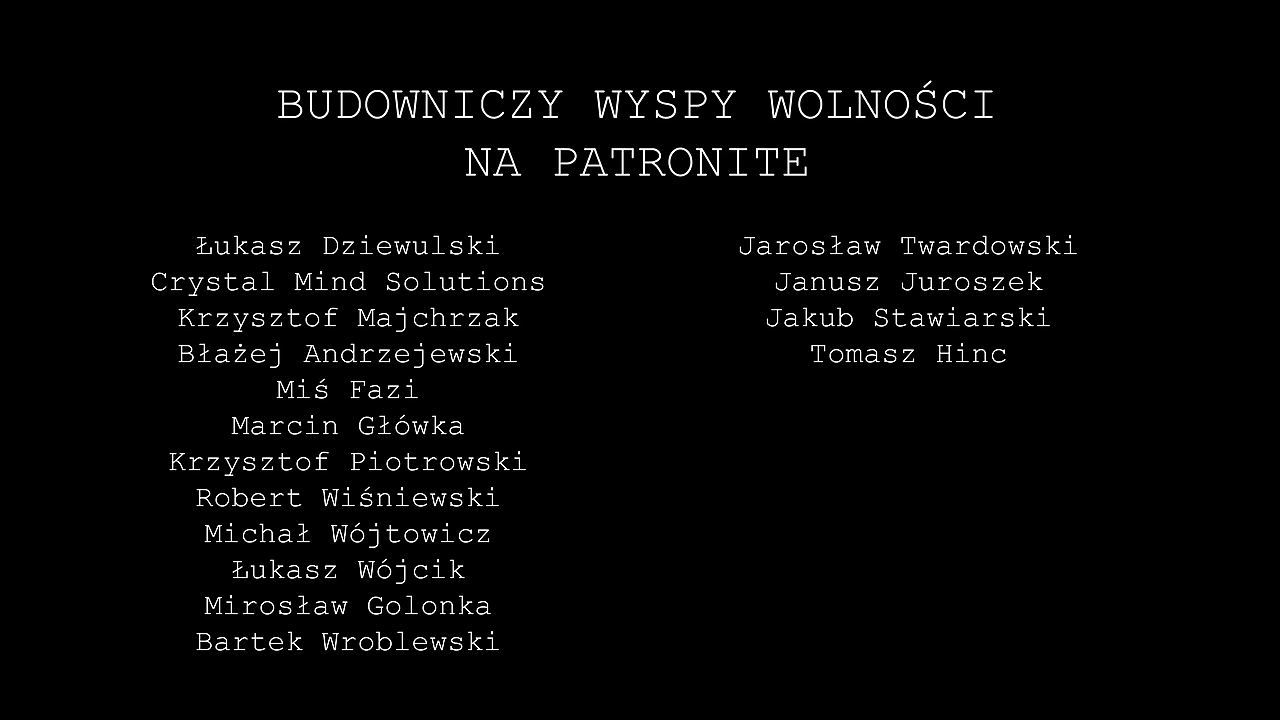 BUDOWNICZY WYSPY WOLNOŚCI
NA PATRONITE
Łukasz Dziewulski
Crystal Mind Solutions
Krzysztof Majchrzak
Błażej Andrzejewski
Miś Fazi
Marcin Główka
Krzysztof Piotrowski
Robert Wiśniewski
Michał Wójtowicz
Łukasz Wójcik
Mirosław Golonka
Bartek Wroblewski
Jarosław Twardowski
Janusz Juroszek
Jakub Stawiarski
Tomasz Hinc